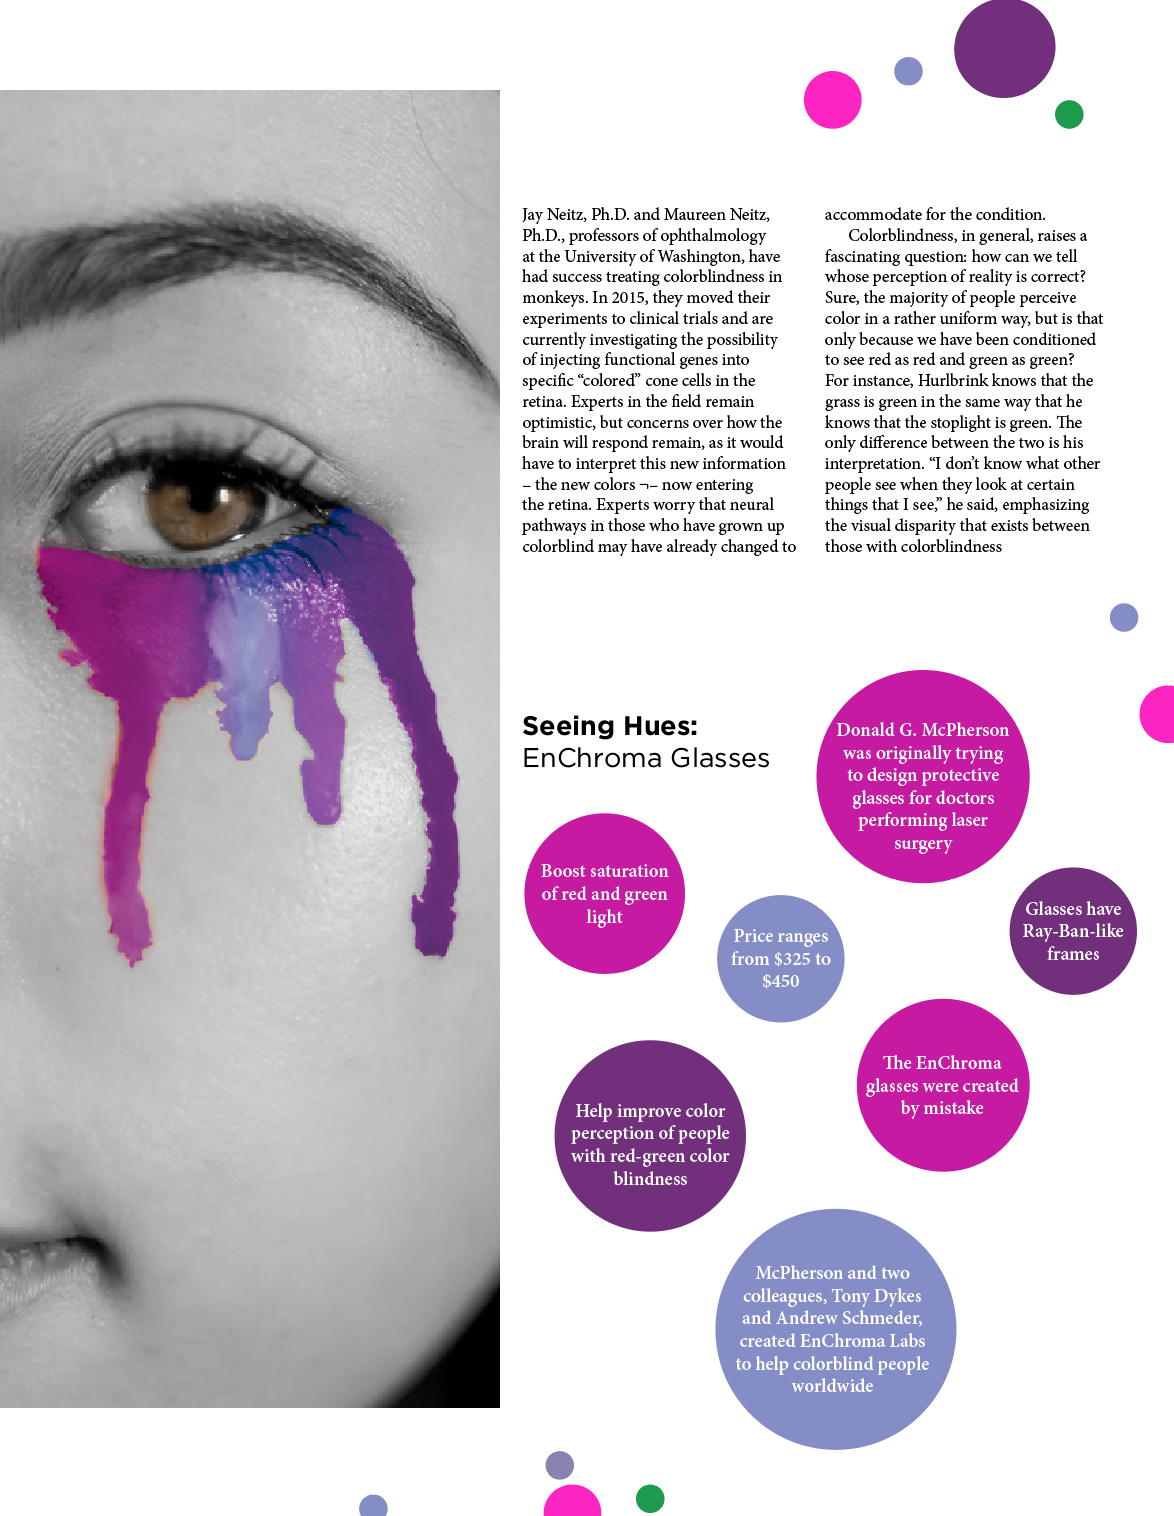 Jay Neitz, Ph.D. and Maureen Neitz,
Ph.D., professors of ophthalmology
at the University of Washington, have
had success treating colorblindness in
monkeys. In 2015, they moved their
experiments to clinical trials and are
currently investigating the possibility
of injecting functional genes into
specific “colored” cone cells in the
retina. Experts in the field remain
optimistic, but concerns over how the
brain will respond remain, as it would
have to interpret this new information
– the new colors ¬– now entering
the retina. Experts worry that neural
pathways in those who have grown up
colorblind may have already changed to
accommodate for the condition.
Colorblindness, in general, raises a
fascinating question: how can we tell
whose perception of reality is correct?
Sure, the majority of people perceive
color in a rather uniform way, but is that
only because we have been conditioned
to see red as red and green as green?
For instance, Hurlbrink knows that the
grass is green in the same way that he
knows that the stoplight is green. The
only difference between the two is his
interpretation. “I don’t know what other
people see when they look at certain
things that I see,” he said, emphasizing
the visual disparity that exists between
those with colorblindness
Seeing Hues:
EnChroma Glasses
Donald G. McPherson
was originally trying
to design protective
glasses for doctors
performing laser
surgery
Boost saturation
of red and green
light
Price ranges
from $325 to
$450
Glasses have
Ray-Ban-like
frames
The EnChroma
glasses were created
by mistake
Help improve color
perception of people
with red-green color
blindness
McPherson and two
colleagues, Tony Dykes
and Andrew Schmeder,
created EnChroma Labs
to help colorblind people
worldwide